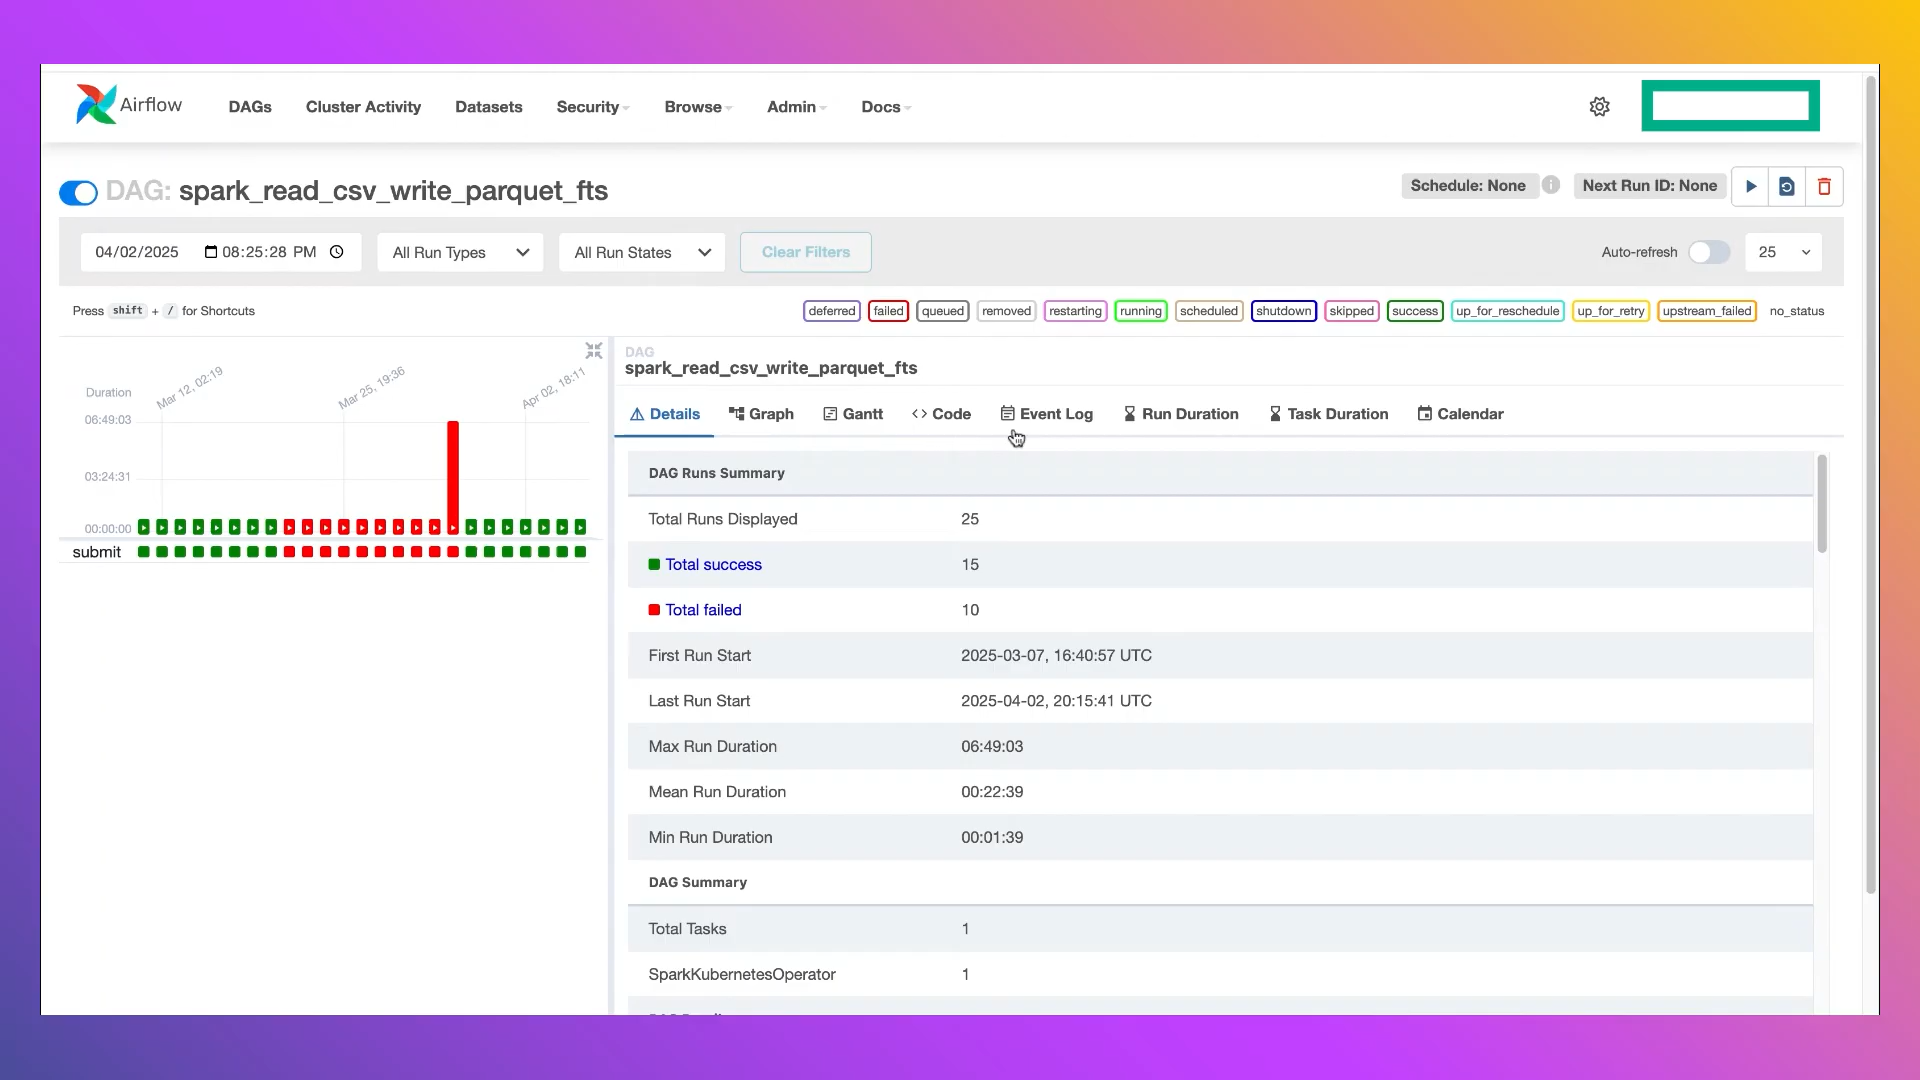 Airflow DAGs Cluster Activity Datasets Security Browse Admin Docs
DAG: spark_read_csv_write_parquet_fts Schedule: None i Next Run ID: None
04/02/2025 08:25:28 PM All Run Types All Run States Clear Filters Auto-refresh 25
Press shift + / for Shortcuts deferred failed queued removed restarting running scheduled shutdown skipped success up_for_reschedule up_for_retry upstream_failed no_status
Duration
Mar 12, 02:19 Mar 25, 19:36 Apr 02, 18:11
06:49:03
03:24:31
00:00:00
submit
DAG
spark_read_csv_write_parquet_fts
Details Graph Gantt Code Event Log Run Duration Task Duration Calendar
DAG Runs Summary
Total Runs Displayed 25
Total success 15
Total failed 10
First Run Start 2025-03-07, 16:40:57 UTC
Last Run Start 2025-04-02, 20:15:41 UTC
Max Run Duration 06:49:03
Mean Run Duration 00:22:39
Min Run Duration 00:01:39
DAG Summary
Total Tasks 1
SparkKubernetesOperator 1